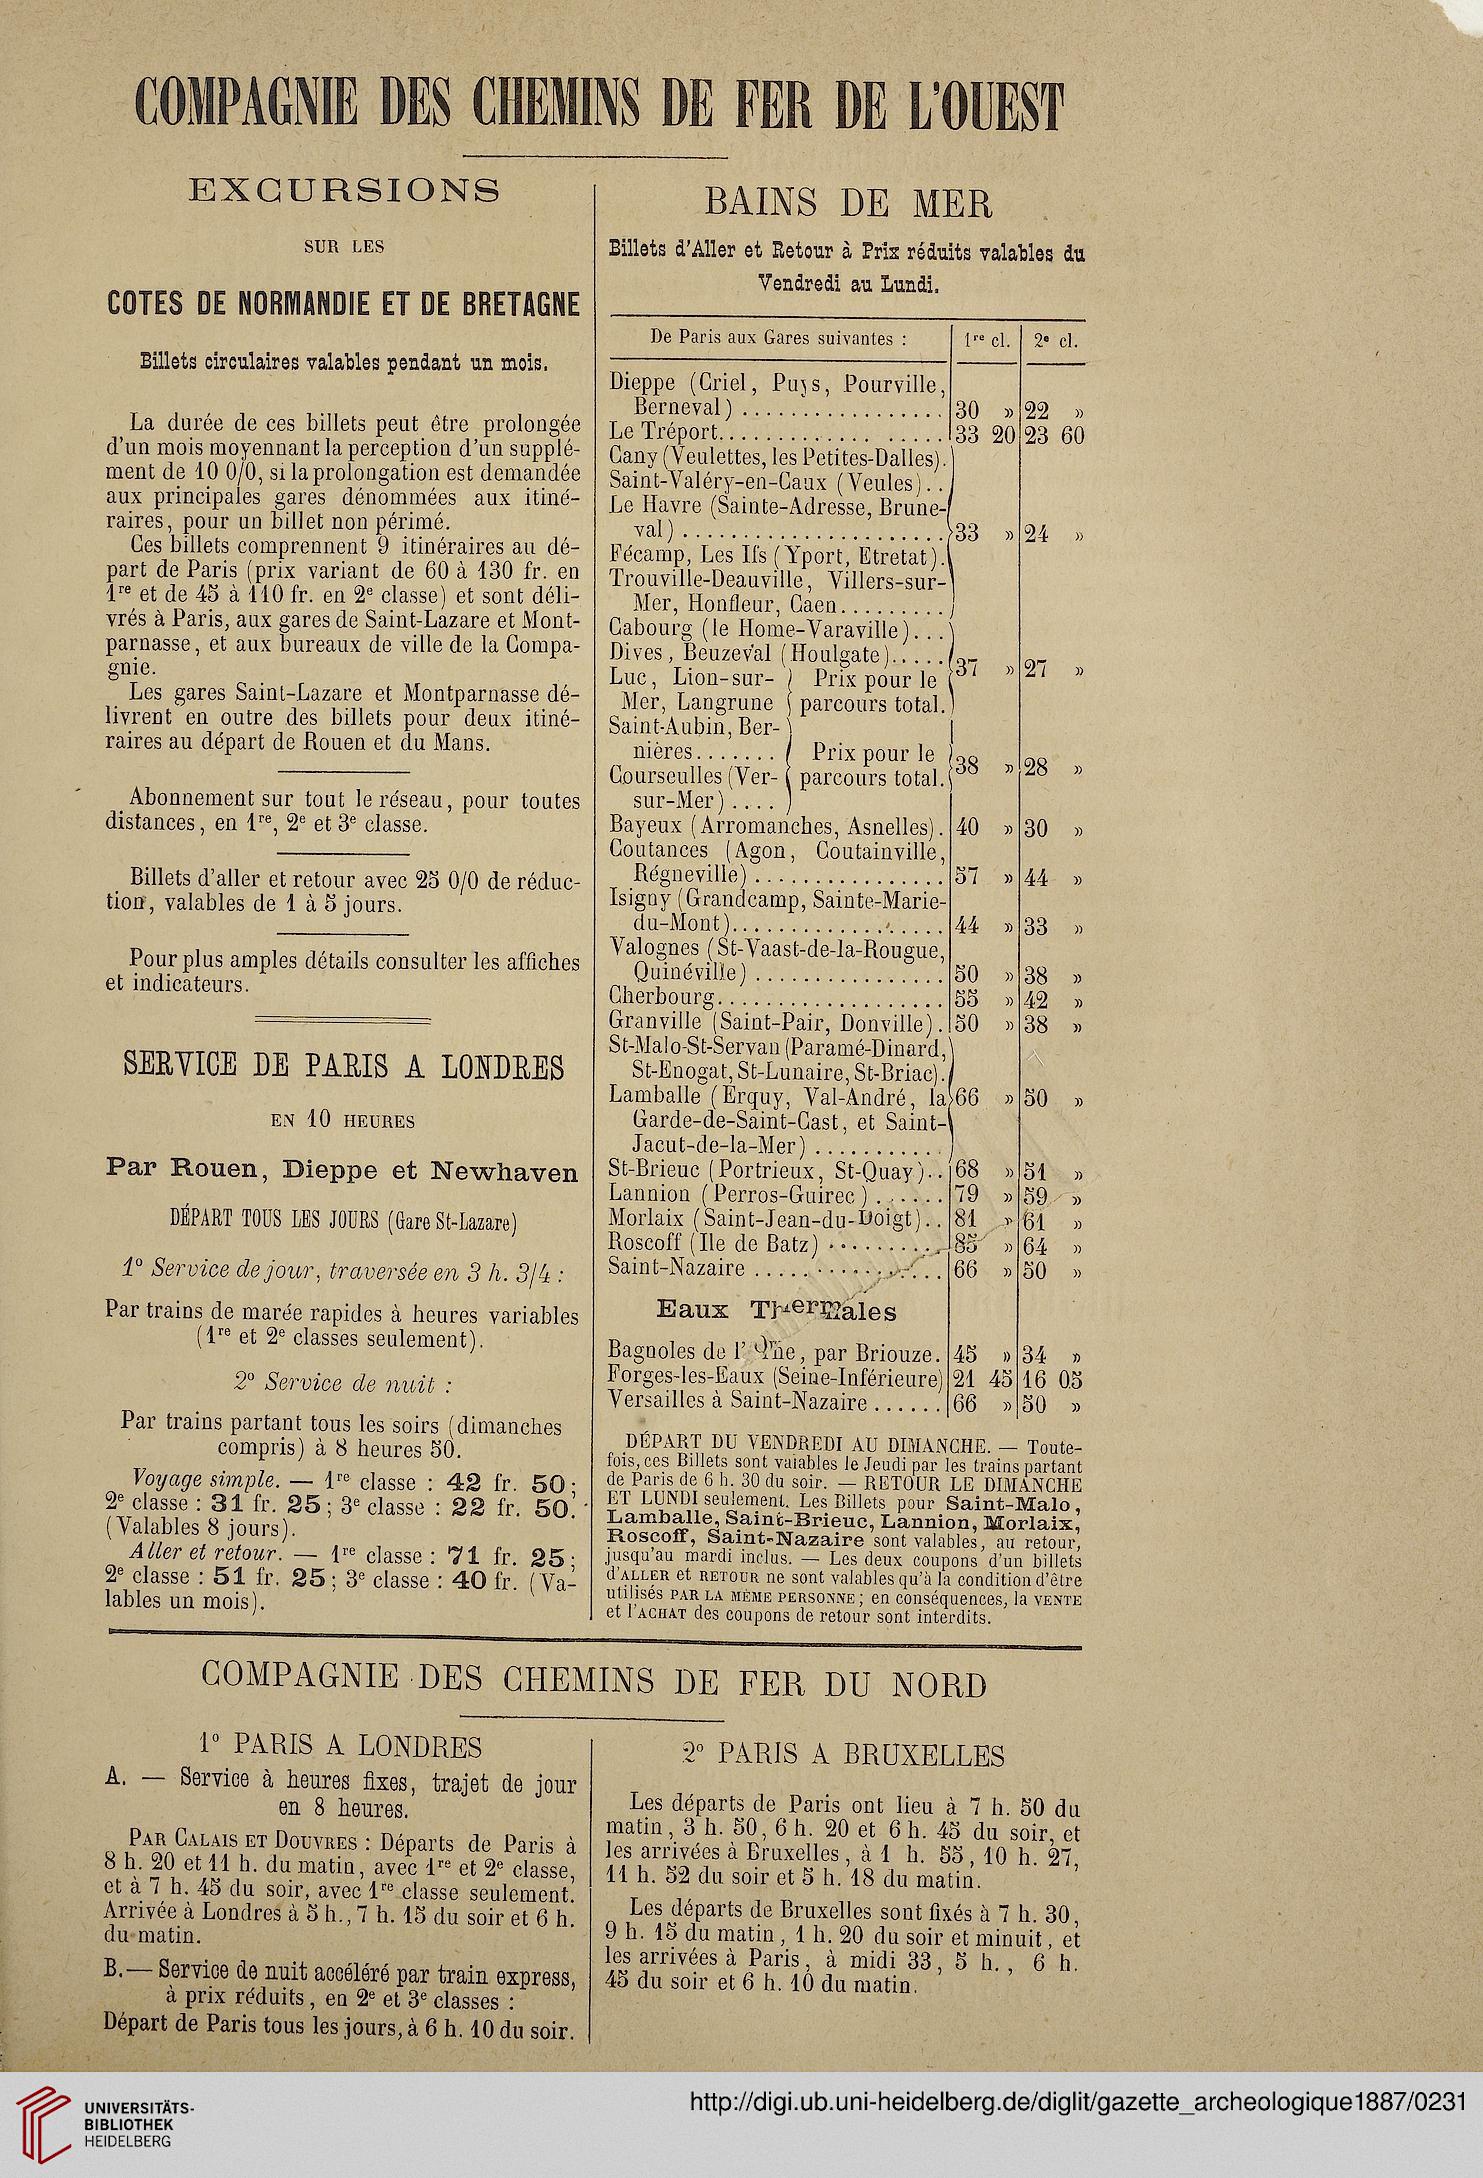 COMPAGNIE DES CHEMINS DE FER DE L'OUEST
EXCURSIONS
SUR LES
COTES DE NORMANDIE ET DE BRETAGNE
Billets circulaires valables pendant un mois.
La durée de ces billets peut être prolongée
d'un mois moyennant la perception d'un supplé-
ment de 10 0/0, si la prolongation est demandée
aux principales gares dénommées aux itiné-
raires, pour un billet non périmé.
Ces billets comprennent 9 itinéraires au dé-
part de Paris (prix variant de 60 à 130 fr. en
1re et de 45 à 110 fr. en 2e classe) et sont déli-
vrés à Paris, aux gares de Saint-Lazare et Mont-
parnasse, et aux bureaux de ville de la Compa-
gnie.
Les gares Saint-Lazare et Montparnasse dé-
livrent en outre des billets pour deux itiné-
raires au départ de Rouen et du Mans.
Abonnement sur tout le réseau, pour toutes
distances, en 1re, 2e et 3e classe.
Billets d'aller et retour avec 25 0/0 de réduc-
tion, valables de 1 à 5 jours.
Pour plus amples détails consulter les affiches
et indicateurs.
SERVICE DE PARIS A LONDRES
EN 10 HEURES
Par Rouen, Dieppe et Newhaven
DÉPART TOUS LES JOURS (Gare St-Lazare)
1° Service de jour, traversée en 3 h. 3/4 :
Par trains de marée rapides à heures variables
(1re et 2e classes seulement).
2° Service de nuit :
Par trains partant tous les soirs (dimanches
compris) à 8 heures 50.
Voyage simple. — 1re classe : 42 fr. 50;
2e classe : 31 fr. 25; 3e classe : 22 fr. 50.
(Valables 8 jours).
Aller et retour. — 1re classe : 71 fr. 25;
2e classe : 51 fr. 25; 3e classe : 40 fr. (Va-
lables un mois).
BAINS DE MER
Billets d'Aller et Retour à Prix réduits valables du
Vendredi au Lundi.
De Paris aux Gares suivantes : 1re cl. 2e cl.
Dieppe (Criel, Puys, Pourville,
Berneval) ................. 30 » 22 »
Le Tréport.................. 33 20 23 60
Cany (Veulettes, les Petites-Dalles).
Saint-Valéry-en-Caux (Veules)..
Le Havre (Sainte-Adresse, Brune-
val) ...................... 33 » 24 »
Fécamp, Les Ifs (Yport, Etretat).
Trouville-Deauville, Villers-sur-
Mer, Honfleur, Caen.........
Cabourg (le Home-Varaville)...
Dives, Beuzeval (Houlgate)..... 37 » 27 »
Luc, Lion-sur- Prix pour le
Mer, Langrune parcours total.
Saint-Aubin, Ber-
nières....... Prix pour le 38 » 28 »
Courseulles (Ver- parcours total.
sur-Mer)....
Bayeux (Arromanches, Asnelles). 40 » 30 »
Coutances (Agon, Coutainville,
Régneville) ................ 57 » 44 »
Isigny (Grandcamp, Sainte-Marie-
du-Mont).................. 44 » 33 »
Valognes (St-Vaast-de-la-Rougue,
Quinéville) ................ 50 » 38 »
Cherbourg................... 55 » 42 »
Granville (Saint-Pair, Donville). 50 » 38 »
St-Malo-St-Servan (Paramé-Dinard,
St-Enogat, St-Lunaire, St-Briac).
Lamballe (Erquy, Val-André, la 66 » 50 »
Garde-de-Saint-Cast, et Saint-
Jacut-de-la-Mer) ...........
St-Brieuc (Portrieux, St-Quay).. 68 » 51 »
Lannion (Perros-Guirec) ...... 79 » 59 »
Morlaix (Saint-Jean-du-Doigt).. 81 » 61 »
Roscoff (Ile de Batz) .......... 85 » 64 »
Saint-Nazaire ................ 66 » 50 »
Eaux Thermales
Bagnoles de l'Orne, par Briouze. 45 » 34 »
Forges-les-Eaux (Seine-Inférieure) 21 45 16 05
Versailles à Saint-Nazaire ...... 66 » 50 »
DÉPART DU VENDREDI AU DIMANCHE. — Toute-
fois, ces Billets sont valables le Jeudi par les trains partant
de Paris de 6 h. 30 du soir. — RETOUR LE DIMANCHE
ET LUNDI seulement. Les Billets pour Saint-Malo,
Lamballe, Saint-Brieuc, Lannion, Morlaix,
Roscoff, Saint-Nazaire sont valables, au retour,
jusqu'au mardi inclus. — Les deux coupons d'un billets
d'ALLER et RETOUR ne sont valables qu'à la condition d'être
utilisés PAR LA MÊME PERSONNE; en conséquences, la VENTE
et l'ACHAT des coupons de retour sont interdits.
COMPAGNIE DES CHEMINS DE FER DU NORD
1° PARIS A LONDRES
A. — Service à heures fixes, trajet de jour
en 8 heures.
PAR CALAIS ET DOUVRES : Départs de Paris à
8 h. 20 et 11 h. du matin, avec 1re et 2e classe,
et à 7 h. 45 du soir, avec 1re classe seulement.
Arrivée à Londres à 5 h., 7 h. 15 du soir et 6 h.
du matin.
B. — Service de nuit accéléré par train express,
à prix réduits, en 2e et 3e classes :
Départ de Paris tous les jours, à 6 h. 10 du soir.
2° PARIS A BRUXELLES
Les départs de Paris ont lieu à 7 h. 50 du
matin, 3 h. 50, 6 h. 20 et 6 h. 45 du soir, et
les arrivées à Bruxelles, à 1 h. 55, 10 h. 27,
11 h. 52 du soir et 5 h. 18 du matin.
Les départs de Bruxelles sont fixés à 7 h. 30,
9 h. 15 du matin, 1 h. 20 du soir et minuit, et
les arrivées à Paris, à midi 33, 5 h., 6 h.
45 du soir et 6 h. 10 du matin.
UNIVERSITÄTS-
BIBLIOTHEK
HEIDELBERG
http://digi.ub.uni-heidelberg.de/diglit/gazette_archeologique1887/0231